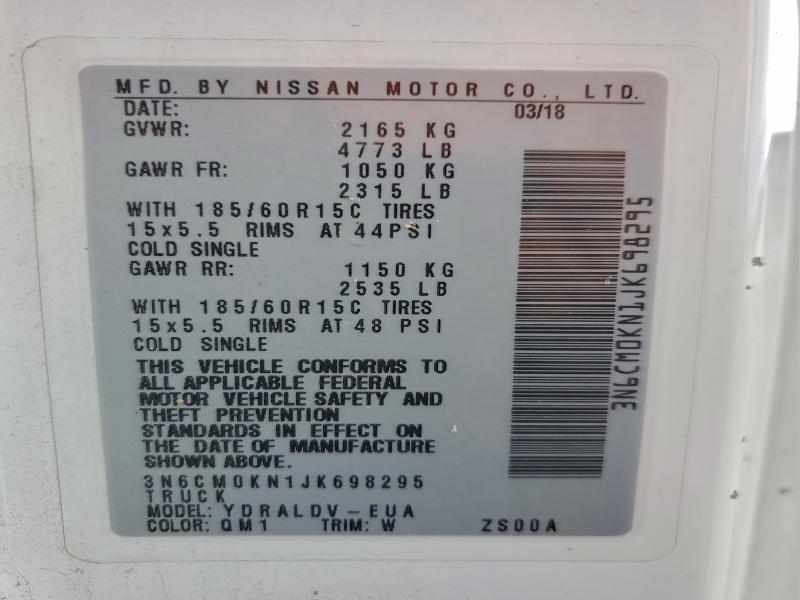 MFD. BY NISSAN MOTOR CO., LTD.
DATE: 03/18
GVWR: 2165 KG
4773 LB
GAWR FR: 1050 KG
2315 LB
WITH 185/60R15C TIRES
15x5.5 RIMS AT 44PSI
COLD SINGLE
GAWR RR: 1150 KG
2535 LB
WITH 185/60R15C TIRES
15x5.5 RIMS AT 48 PSI
COLD SINGLE
THIS VEHICLE CONFORMS TO
ALL APPLICABLE FEDERAL
MOTOR VEHICLE SAFETY AND
THEFT PREVENTION
STANDARDS IN EFFECT ON
THE DATE OF MANUFACTURE
SHOWN ABOVE.
3N6CM0KN1JK698295
TRUCK
MODEL: YDRALDV-EUA
COLOR: QM1 TRIM: W ZS00A
3N6CM0KN1JK698295